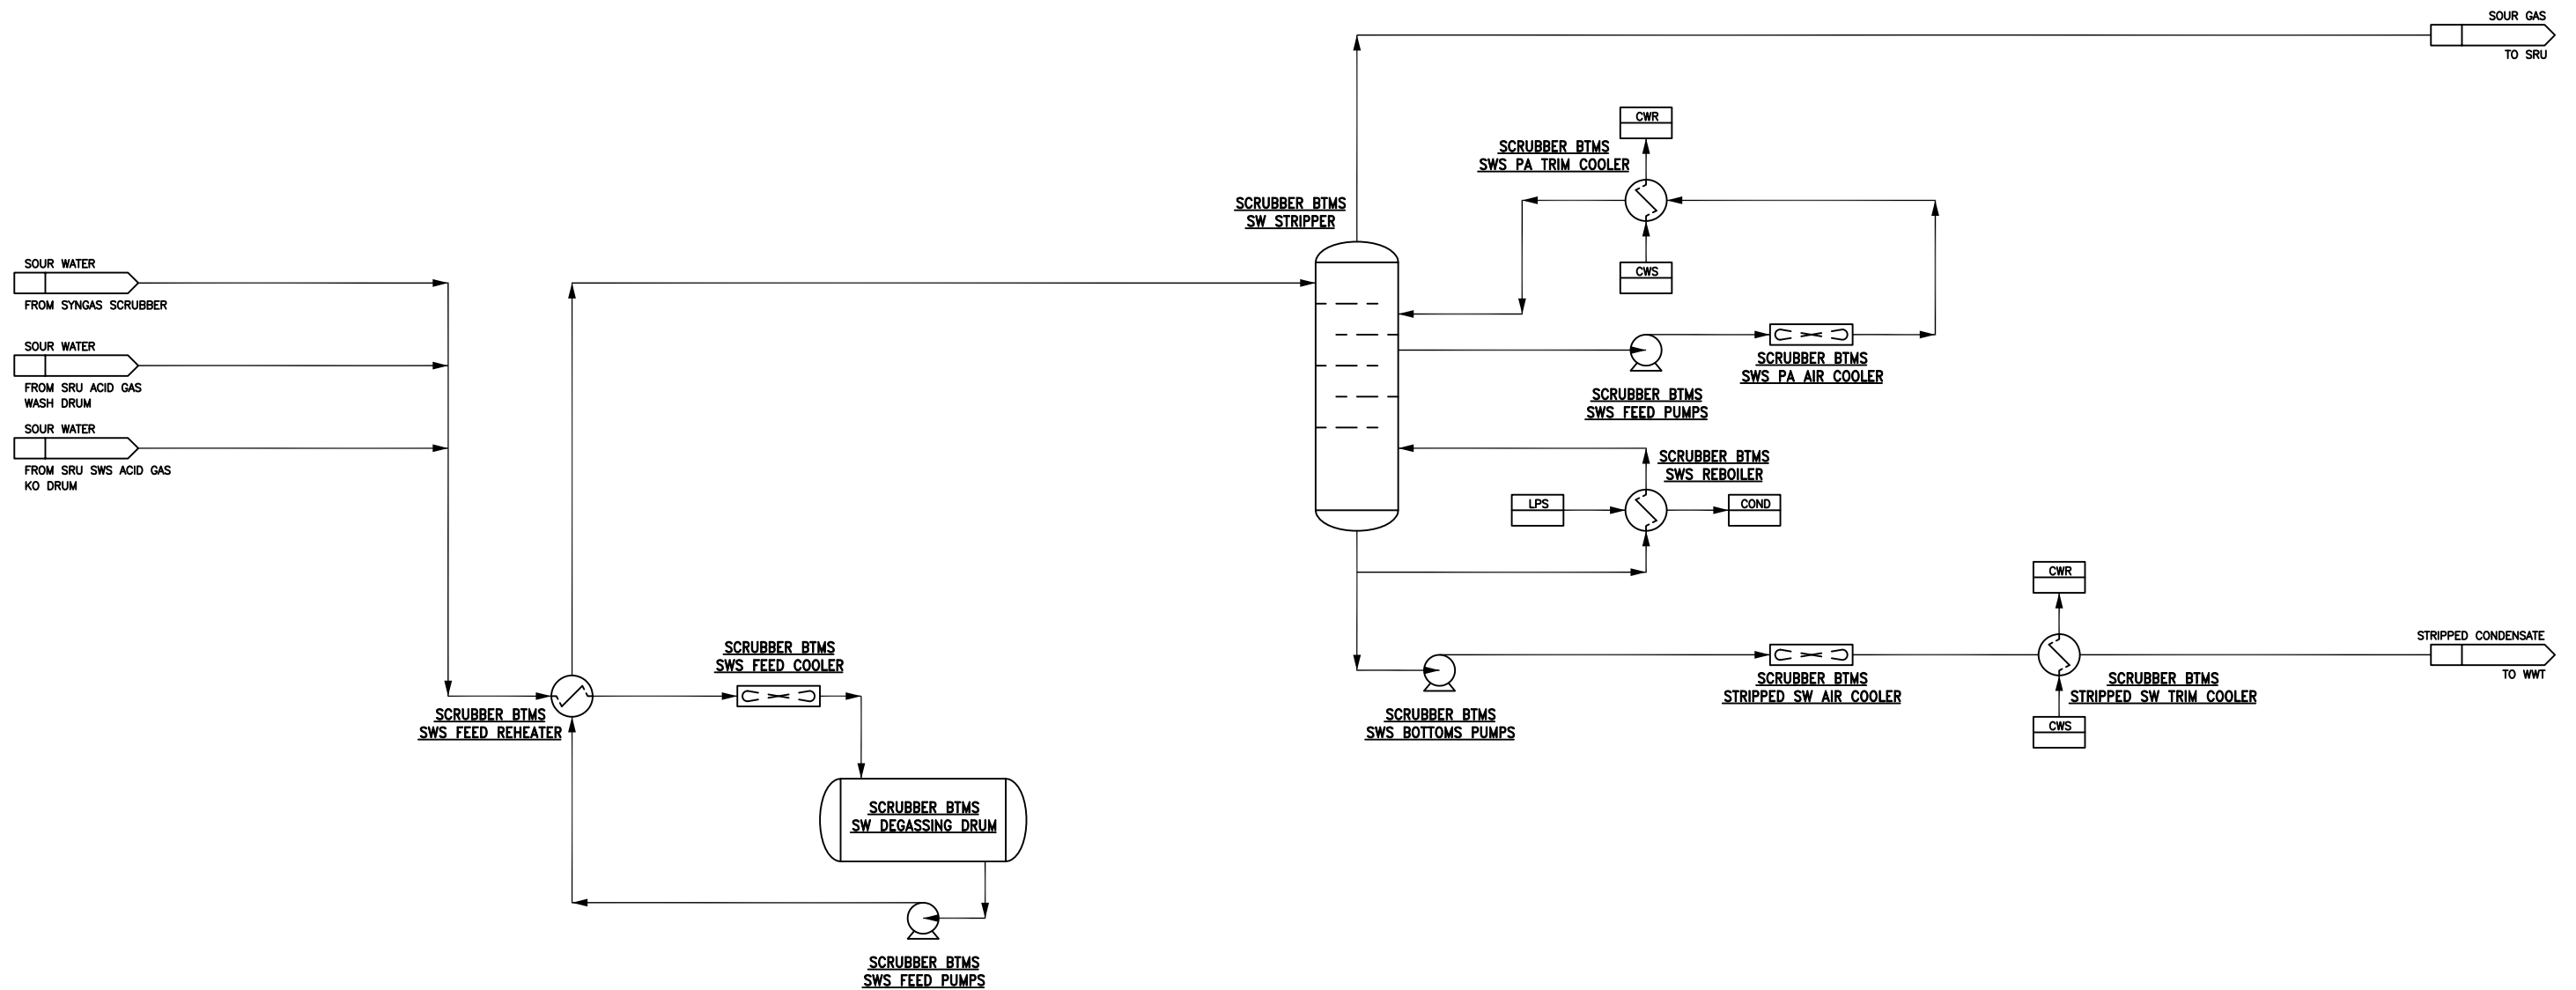 SOUR GAS
TO SRU
CWR
SCRUBBER BTMS
SWS PA TRIM COOLER
SCRUBBER BTMS
SW STRIPPER
CWS
SOUR WATER
FROM SYNGAS SCRUBBER
SOUR WATER
FROM SRU ACID GAS
WASH DRUM
SCRUBBER BTMS
SWS PA AIR COOLER
SCRUBBER BTMS
SWS FEED PUMPS
SOUR WATER
FROM SRU SWS ACID GAS
KO DRUM
SCRUBBER BTMS
SWS REBOILER
LPS
COND
CWR
STRIPPED CONDENSATE
TO WWT
SCRUBBER BTMS
SWS FEED COOLER
SCRUBBER BTMS
STRIPPED SW AIR COOLER
SCRUBBER BTMS
STRIPPED SW TRIM COOLER
SCRUBBER BTMS
SWS FEED REHEATER
SCRUBBER BTMS
SWS BOTTOMS PUMPS
CWS
SCRUBBER BTMS
SW DEGASSING DRUM
SCRUBBER BTMS
SWS FEED PUMPS